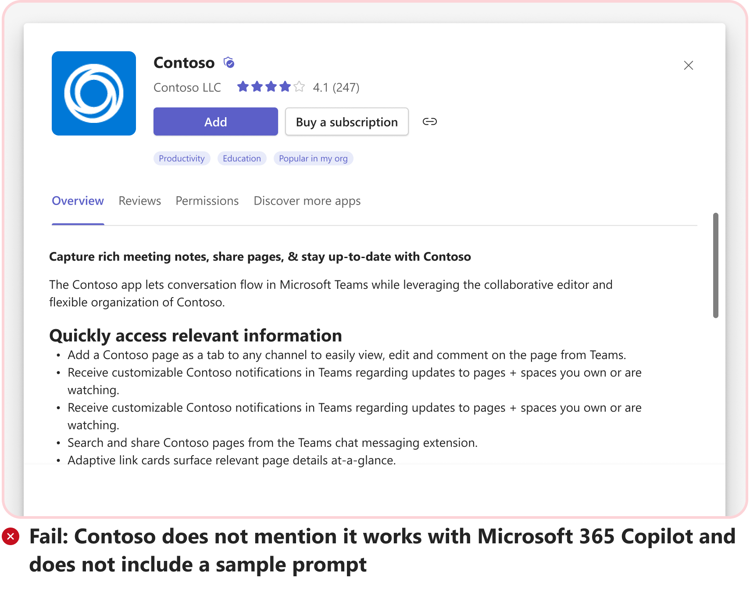 Contoso
Contoso LLC 4.1 (247)
Add Buy a subscription
Productivity Education Popular in my org
Overview Reviews Permissions Discover more apps
Capture rich meeting notes, share pages, & stay up-to-date with Contoso
The Contoso app lets conversation flow in Microsoft Teams while leveraging the collaborative editor and
flexible organization of Contoso.
Quickly access relevant information
• Add a Contoso page as a tab to any channel to easily view, edit and comment on the page from Teams.
• Receive customizable Contoso notifications in Teams regarding updates to pages + spaces you own or are
watching.
• Receive customizable Contoso notifications in Teams regarding updates to pages + spaces you own or are
watching.
• Search and share Contoso pages from the Teams chat messaging extension.
• Adaptive link cards surface relevant page details at-a-glance.
Fail: Contoso does not mention it works with Microsoft 365 Copilot and
does not include a sample prompt